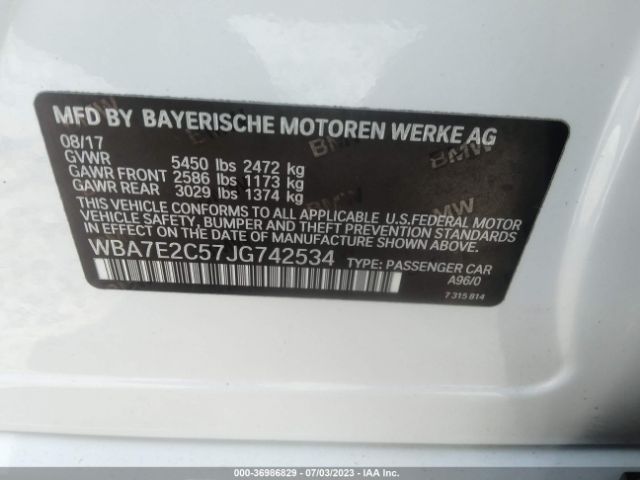 MFD BY BAYERISCHE MOTOREN WERKE AG
08/17
GVWR 5450 lbs 2472 kg
GAWR FRONT 2586 lbs 1173 kg
GAWR REAR 3029 lbs 1374 kg
THIS VEHICLE CONFORMS TO ALL APPLICABLE U.S.FEDERAL MOTOR
VEHICLE SAFETY, BUMPER AND THEFT PREVENTION STANDARDS
IN EFFECT ON THE DATE OF MANUFACTURE SHOWN ABOVE.
WBA7E2C57JG742534 TYPE: PASSENGER CAR
A96/0
7 315 814
000-36986829 - 07/03/2023 - IAA Inc.